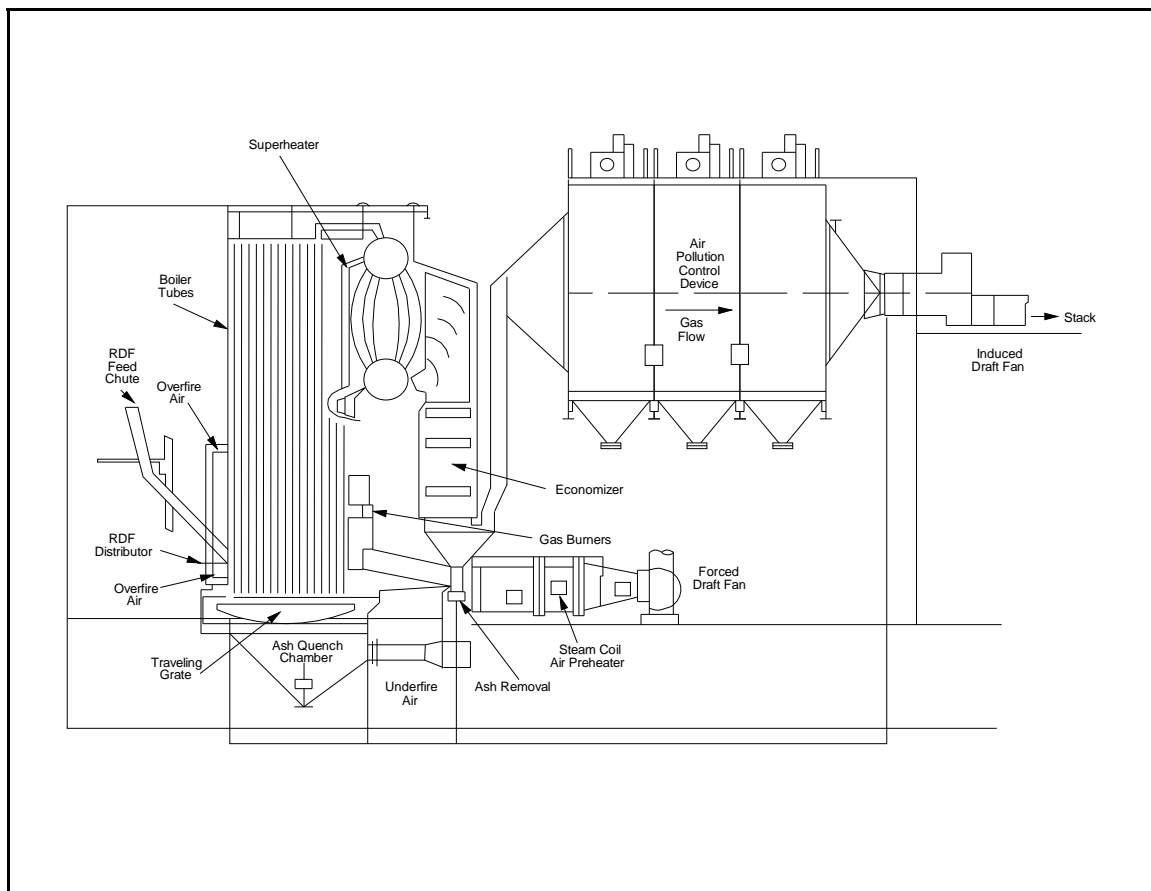 Superheater
Air
Pollution
Control
Device
Boiler
Tubes
Gas
Flow
Stack
RDF
Feed
Chute
Induced
Draft Fan
Overfire
Air
Economizer
Gas Burners
RDF
Distributor
Forced
Draft Fan
Overfire
Air
Ash Quench
Chamber
Steam Coil
Air Preheater
Traveling
Grate
Underfire
Air
Ash Removal